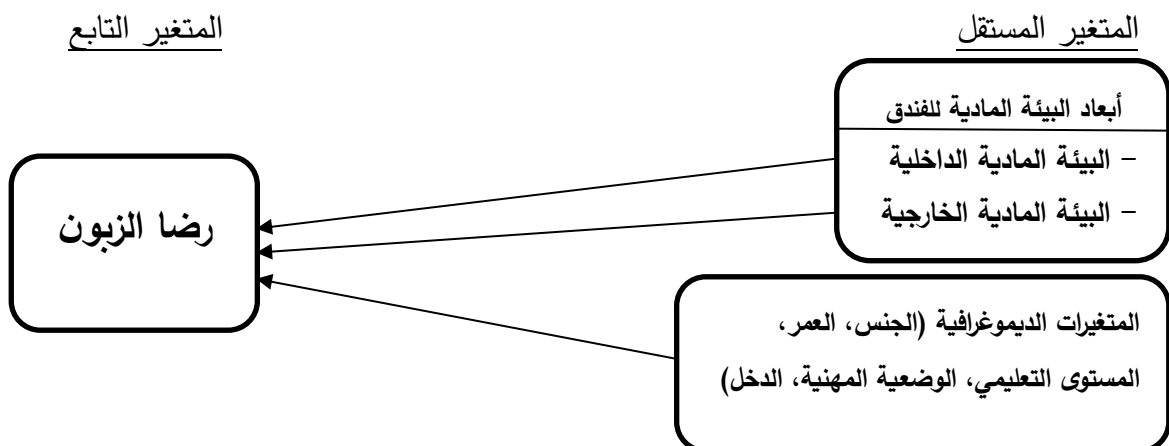 المتغير المستقل
المتغير التابع
أبعاد البيئة المادية للفندق
- البيئة المادية الداخلية
- البيئة المادية الخارجية
رضا الزبون
المتغيرات الديموغرافية (الجنس، العمر،
المستوى التعليمي، الوضعية المهنية، الدخل)